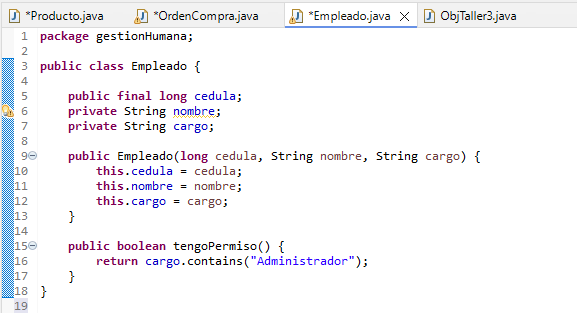 *Producto.java *OrdenCompra.java *Empleado.java ObjTaller3.java
1 package gestionHumana;
2
3 public class Empleado {
4
5 public final long cedula;
6 private String nombre;
7 private String cargo;
8
9 public Empleado(long cedula, String nombre, String cargo) {
10 this.cedula = cedula;
11 this.nombre = nombre;
12 this.cargo = cargo;
13 }
14
15 public boolean tengoPermiso() {
16 return cargo.contains("Administrador");
17 }
18 }
19